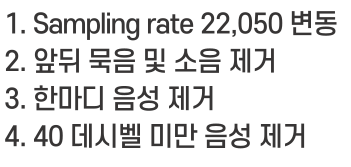 1. Sampling rate 22,050 변동
2. 앞뒤 묵음 및 소음 제거
3. 한마디 음성 제거
4. 40 데시벨 미만 음성 제거